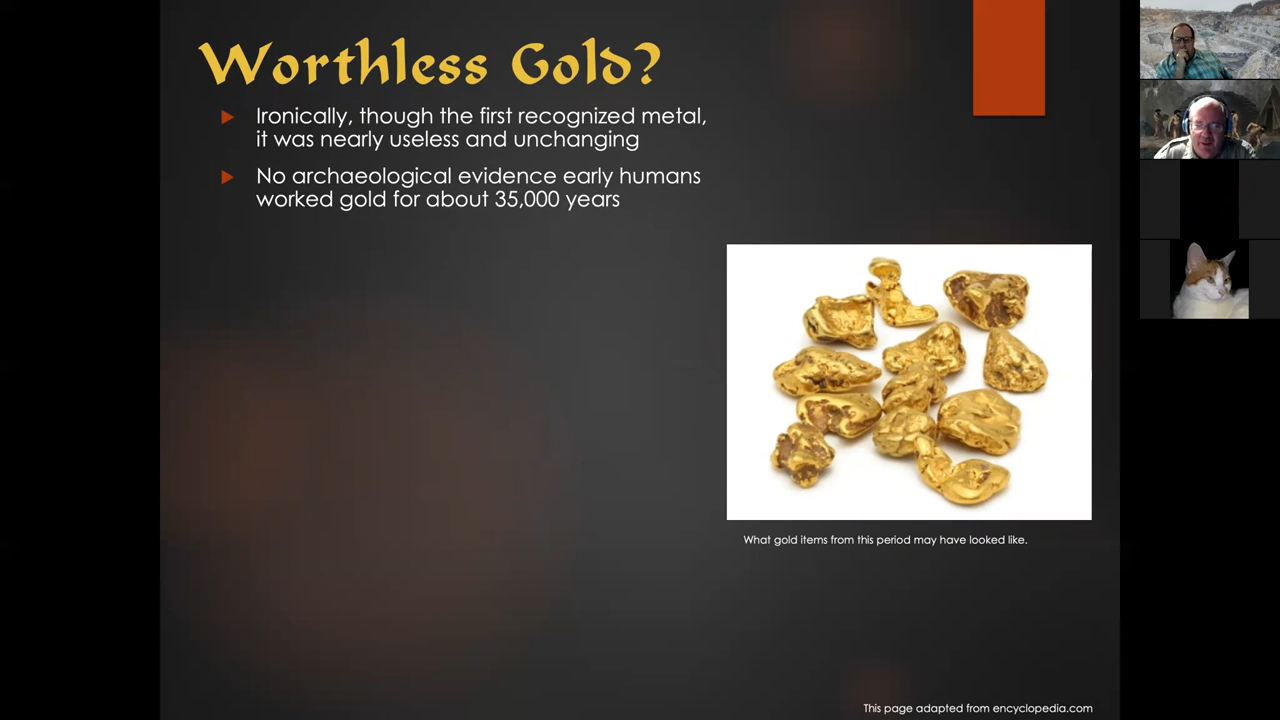 Worthless Gold?
Ironically, though the first recognized metal,
it was nearly useless and unchanging
No archaeological evidence early humans
worked gold for about 35,000 years
What gold items from this period may have looked like.
This page adapted from encyclopedia.com